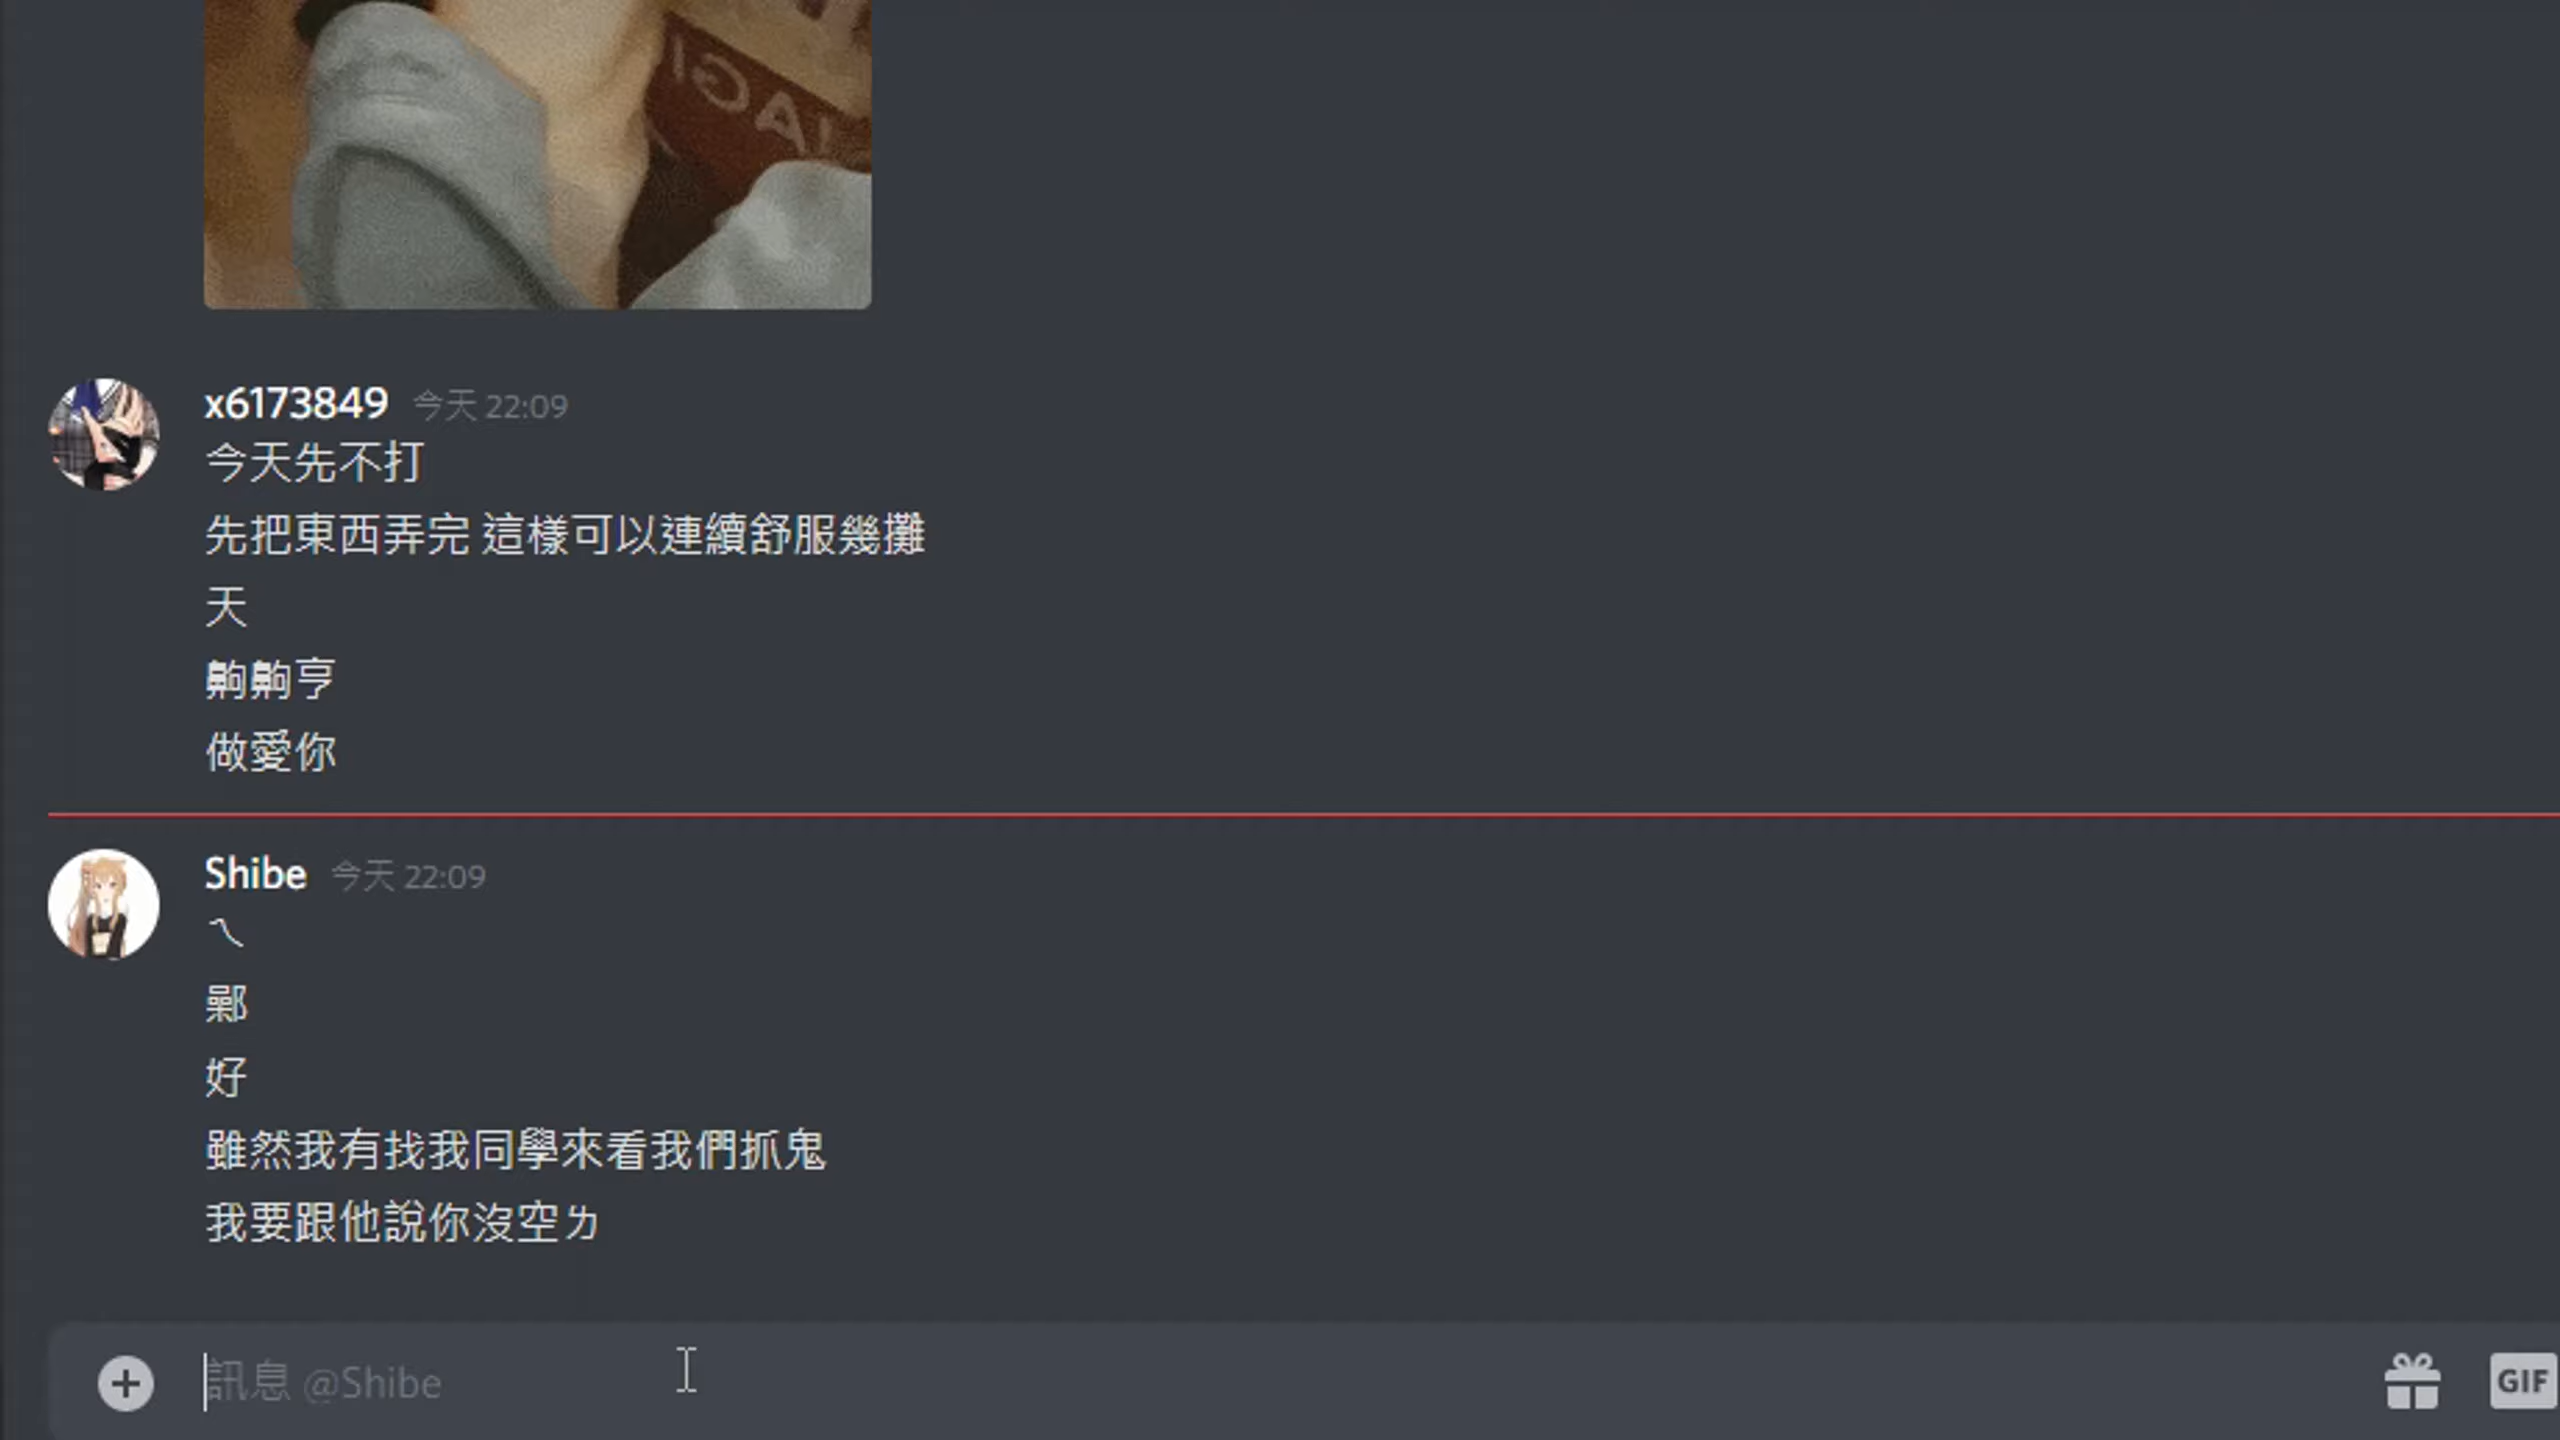 x6173849 今天 22:09
今天先不打
先把東西弄完 這樣可以連續舒服幾攤
天
齁齁亨
做愛你
Shibe 今天 22:09
ㄟ
好
雖然我有找我同學來看我們抓鬼
我要跟他說你沒空ㄌ
訊息 @Shibe
GIF